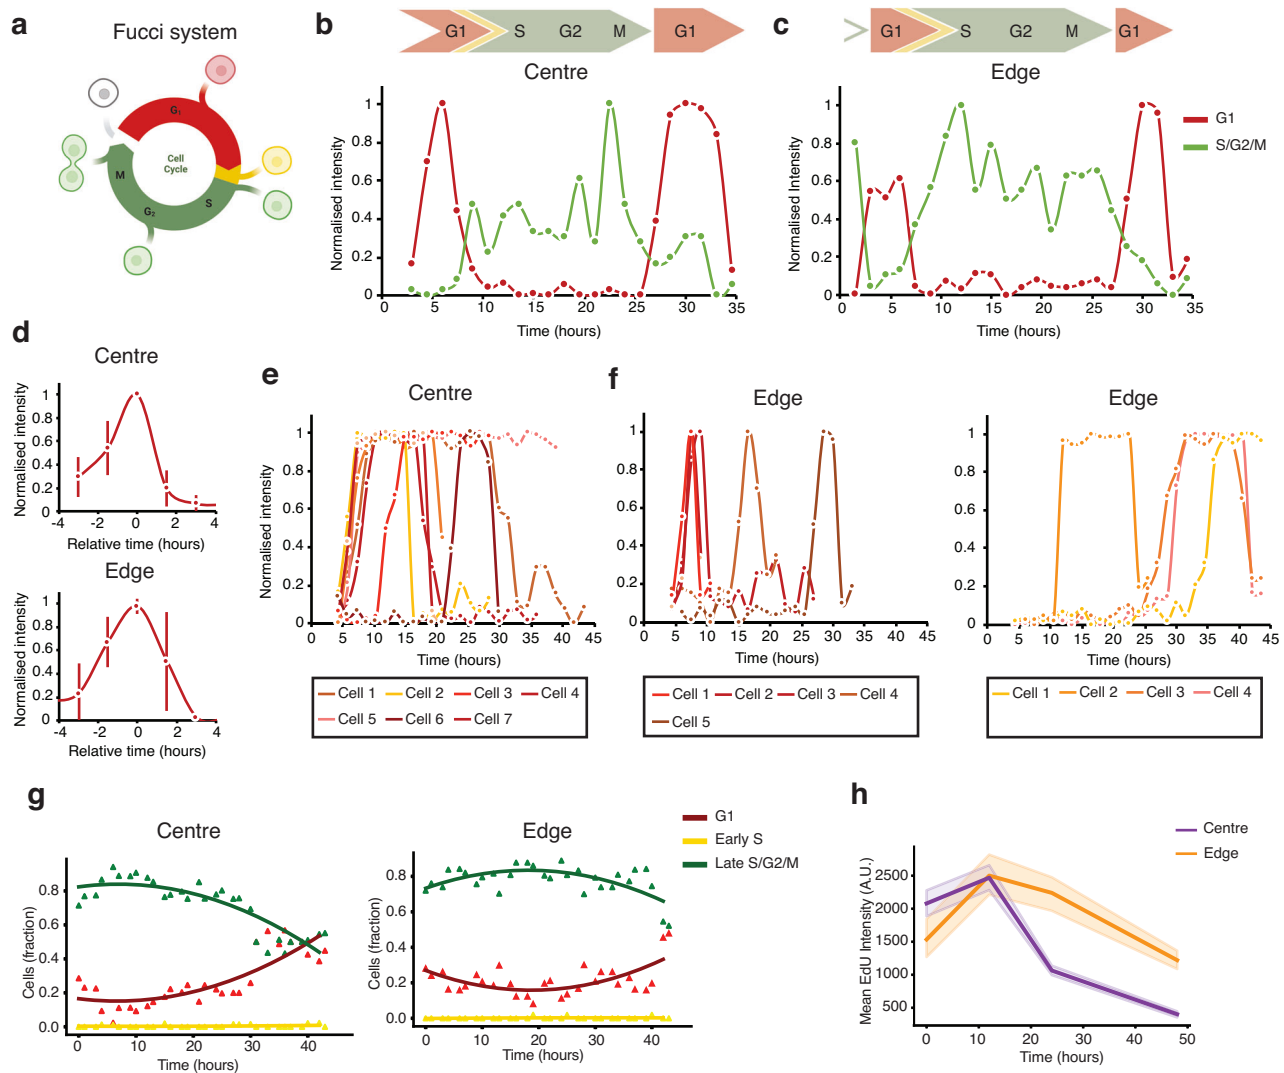 a
Fucci system
G1
S
G2
M
Cell
Cycle
b
G1 S G2 M G1
Centre
Normalised intensity
1
0.8
0.6
0.4
0.2
0
0 5 10 15 20 25 30 35
Time (hours)
c
G1 S G2 M G1
Edge
Normalised Intensity
1
0.8
0.6
0.4
0.2
0
0 5 10 15 20 25 30 35
Time (hours)
G1
S/G2/M
d
Centre
Normalised intensity
1
0.8
0.6
0.4
0.2
0
-4 -2 0 2 4
Relative time (hours)
Edge
Normalised intensity
1
0.8
0.6
0.4
0.2
0
-4 -2 0 2 4
Relative time (hours)
e
Centre
Normalised intensity
1
0.8
0.6
0.4
0.2
0
0 5 10 15 20 25 30 35 40 45
Time (hours)
Cell 1 Cell 2 Cell 3 Cell 4
Cell 5 Cell 6 Cell 7
f
Edge
1
0.8
0.6
0.4
0.2
0
0 5 10 15 20 25 30 35 40 45
Time (hours)
Cell 1 Cell 2 Cell 3 Cell 4
Cell 5
Edge
1
0.8
0.6
0.4
0.2
0
0 5 10 15 20 25 30 35 40 45
Time (hours)
Cell 1 Cell 2 Cell 3 Cell 4
g
Centre
Cells (fraction)
0.8
0.6
0.4
0.2
0.0
0 10 20 30 40
Time (hours)
Edge
Cells (fraction)
0.8
0.6
0.4
0.2
0.0
0 10 20 30 40
Time (hours)
G1
Early S
Late S/G2/M
h
Centre
Edge
Mean EdU Intensity (A.U.)
2500
2000
1500
1000
500
0 10 20 30 40 50
Time (hours)